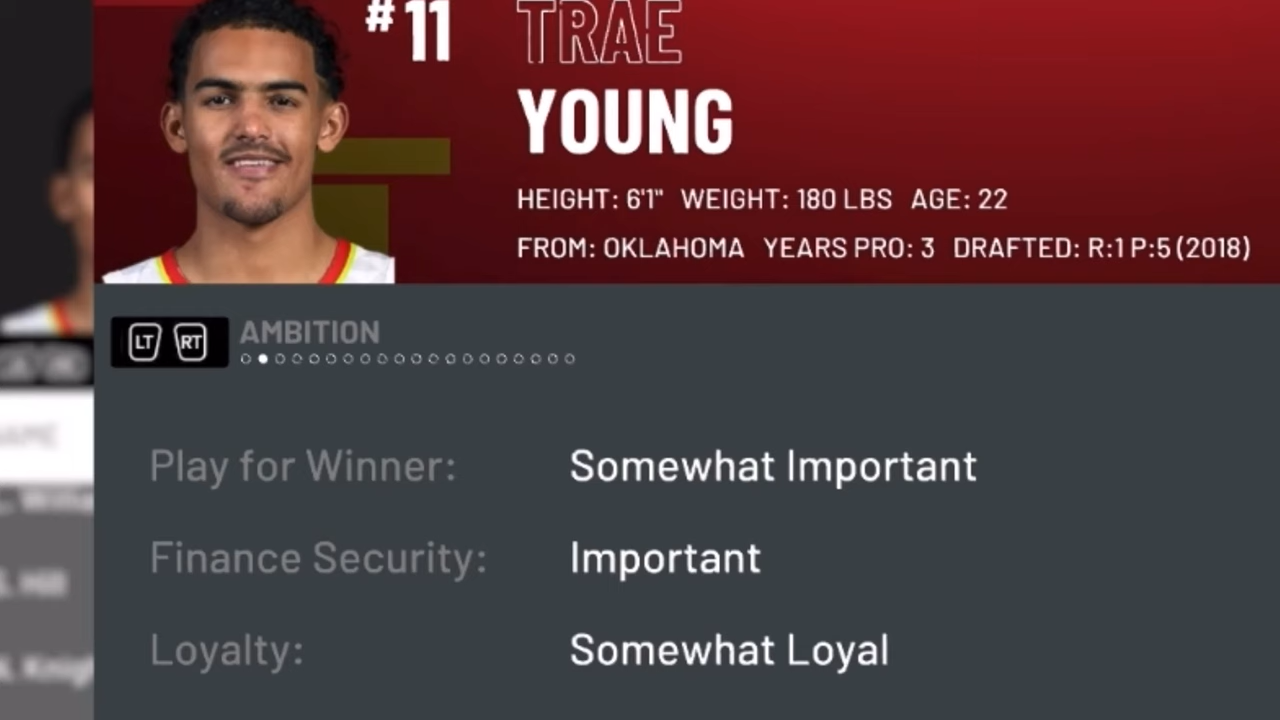 #11
TRAE
YOUNG
HEIGHT: 6'1" WEIGHT: 180 LBS AGE: 22
FROM: OKLAHOMA YEARS PRO: 3 DRAFTED: R:1 P:5 (2018)
LT RT AMBITION
Play for Winner: Somewhat Important
Finance Security: Important
Loyalty: Somewhat Loyal
Hill